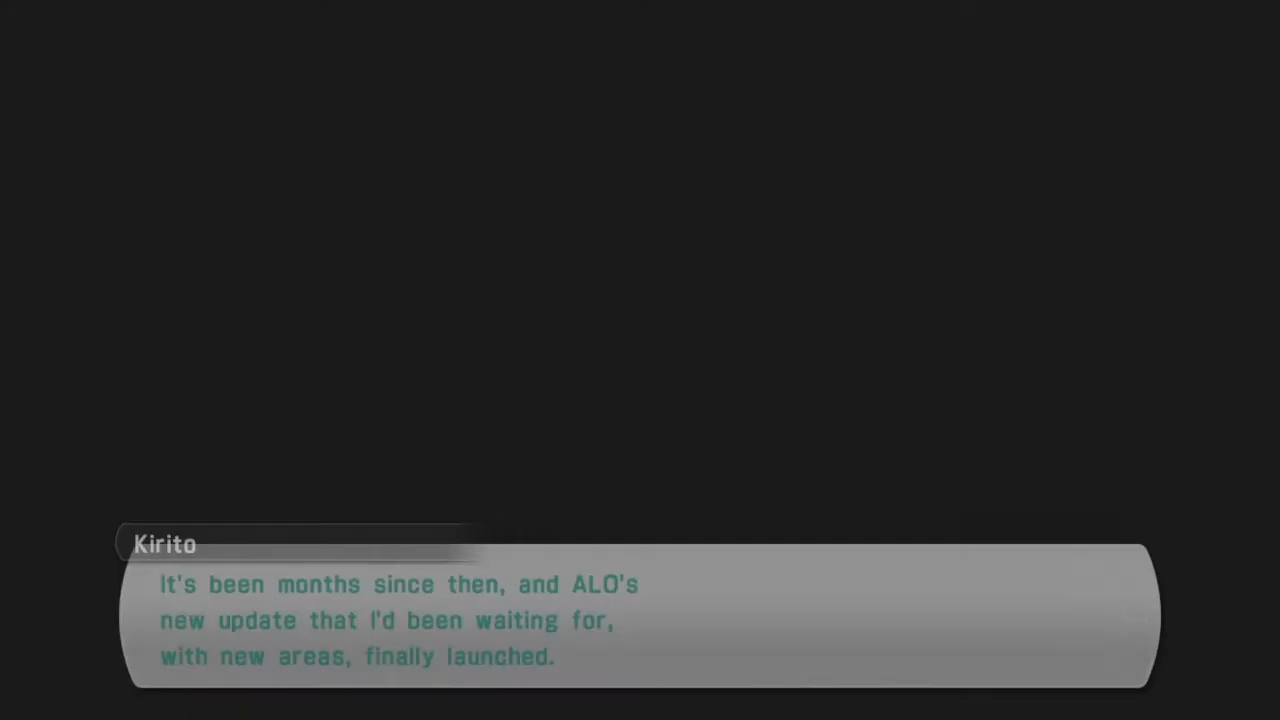 Kirito
It's been months since then, and ALO's
new update that I'd been waiting for,
with new areas, finally launched.